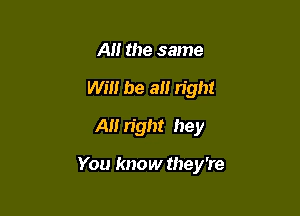 All the same
Will be all right
All right hey
You know they're